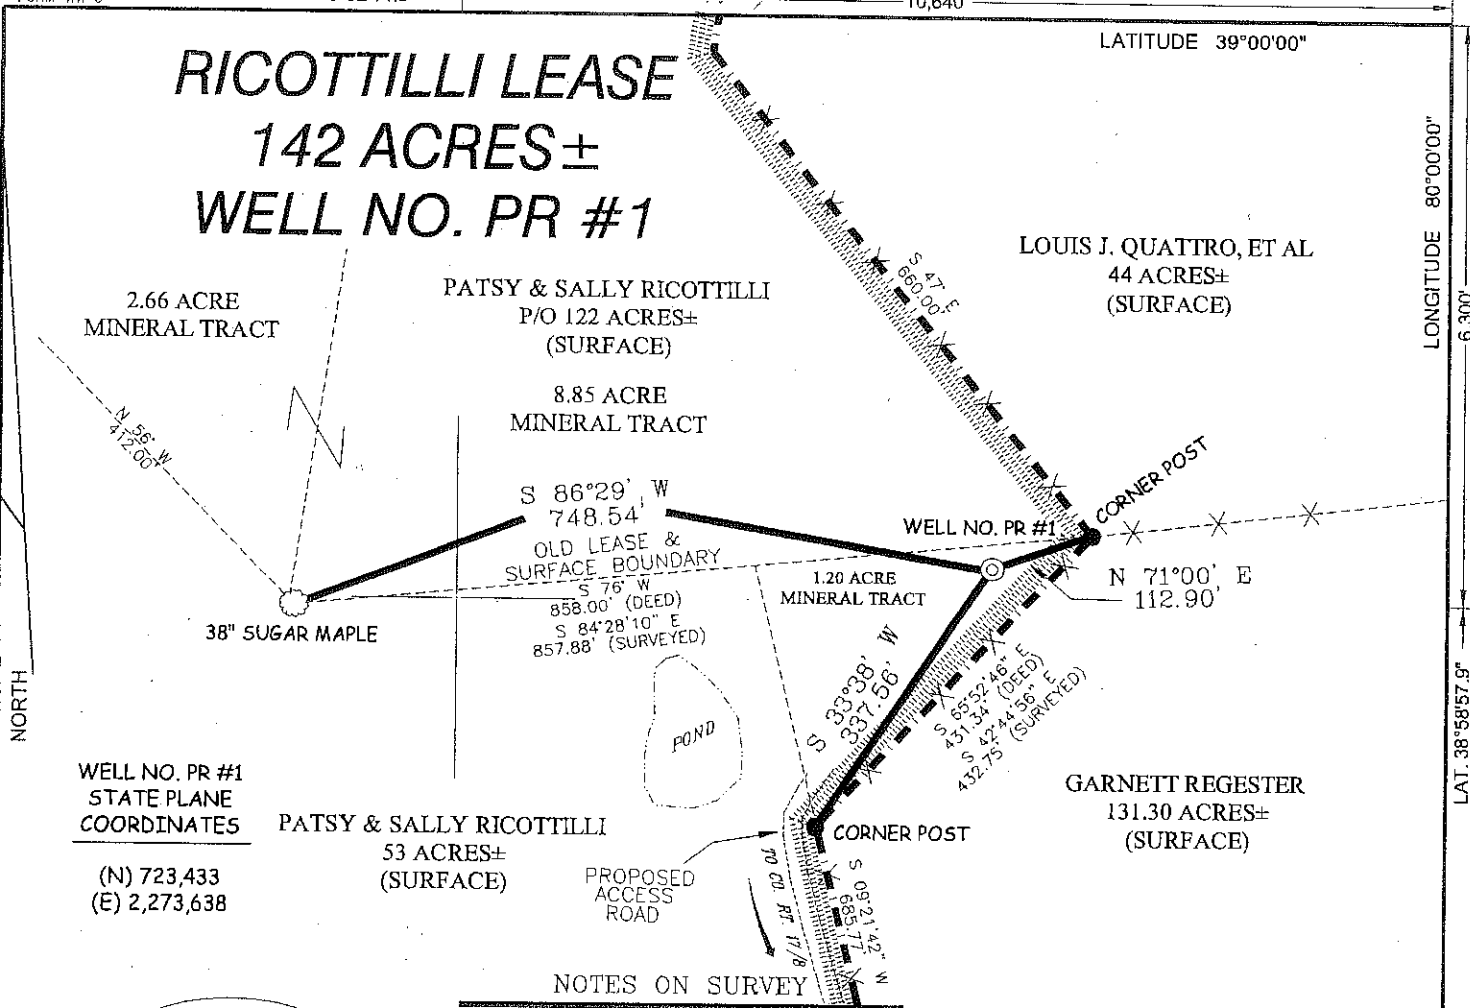 10,640'
LATITUDE 39°00'00"
RICOTTILLI LEASE
142 ACRES±
WELL NO. PR #1
LONGITUDE 80°00'00"
6,300'
LOUIS J. QUATTRO, ET AL
44 ACRES±
(SURFACE)
2.66 ACRE
MINERAL TRACT
PATSY & SALLY RICOTTILLI
P/O 122 ACRES±
(SURFACE)
S 47° E
660.00'
8.85 ACRE
MINERAL TRACT
N 56° W
412.00'
S 86°29' W
748.54'
OLD LEASE &
SURFACE BOUNDARY
S 76° W
858.00' (DEED)
S 84°28'10" E
857.88' (SURVEYED)
WELL NO. PR #1
CORNER POST
1.20 ACRE
MINERAL TRACT
N 71°00' E
112.90'
38" SUGAR MAPLE
S 33°38' W
337.56'
S 65°52'46" E
431.34' (DEED)
S 42°44'56" E
432.75' (SURVEYED)
NORTH
POND
LAT. 38°58'57.9"
WELL NO. PR #1
STATE PLANE
COORDINATES
(N) 723,433
(E) 2,273,638
PATSY & SALLY RICOTTILLI
53 ACRES±
(SURFACE)
GARNETT REGESTER
131.30 ACRES±
(SURFACE)
CORNER POST
PROPOSED
ACCESS
ROAD
TO CO. RT. 17/8
S 09°21'42" W
685.77'
NOTES ON SURVEY